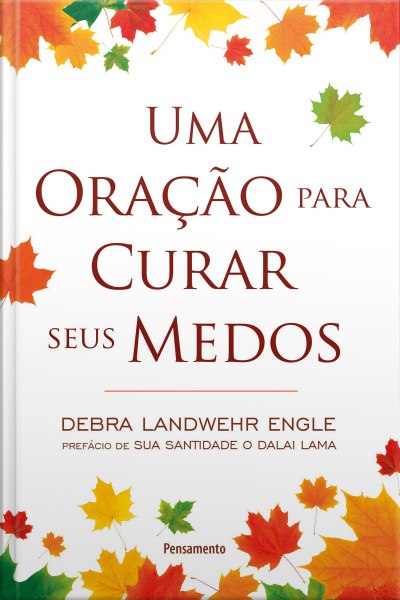 UMA
ORAÇÃO PARA
CURAR
SEUS MEDOS
DEBRA LANDWEHR ENGLE
PREFÁCIO DE SUA SANTIDADE O DALAI LAMA
Pensamento